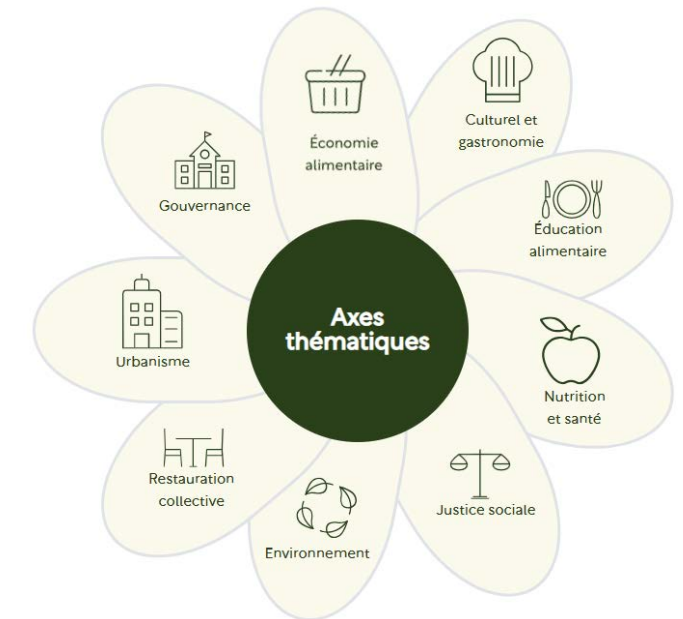 Axes
thématiques
Économie
alimentaire
Culturel et
gastronomie
Éducation
alimentaire
Nutrition
et santé
Justice sociale
Environnement
Restauration
collective
Urbanisme
Gouvernance